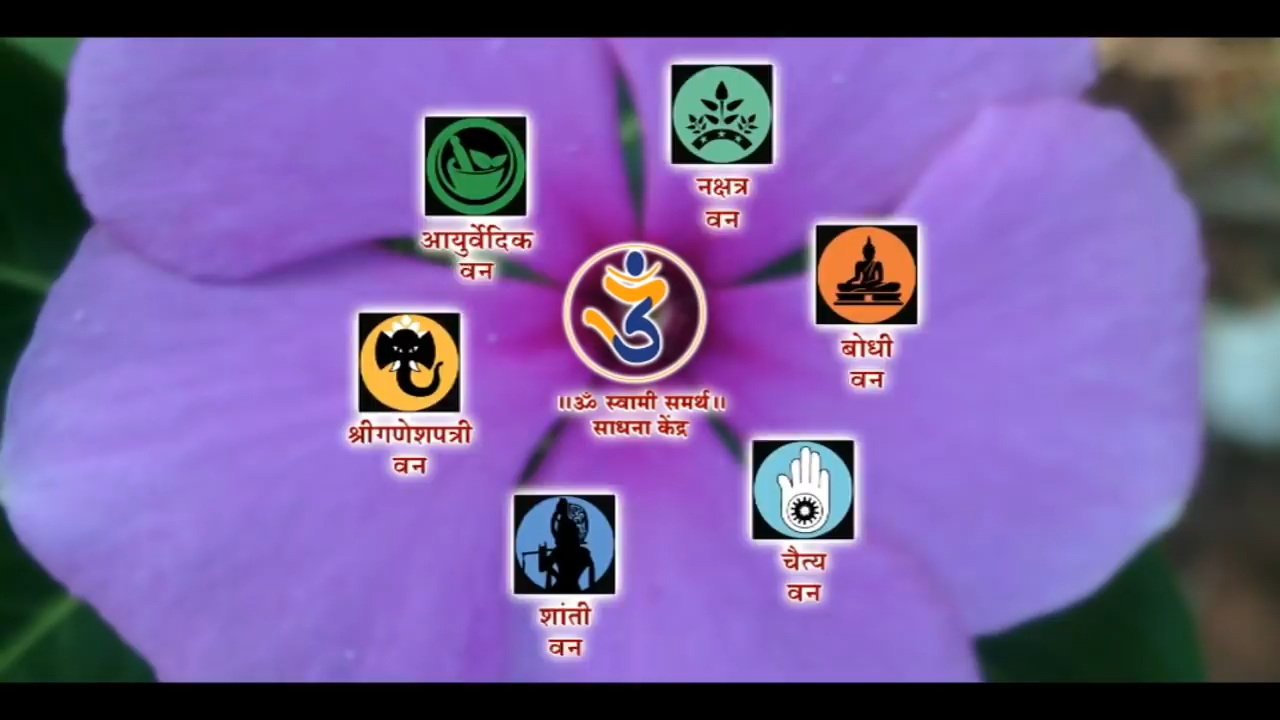 नक्षत्र
वन
आयुर्वेदिक
वन
बोधी
वन
॥ॐ स्वामी समर्थ॥
साधना केंद्र
श्रीगणेशपत्री
वन
चैत्य
वन
शांती
वन